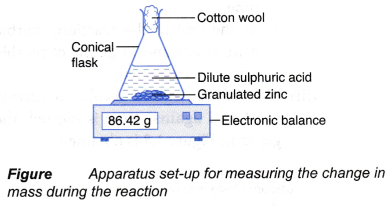 Cotton wool
Conical
flask
Dilute sulphuric acid
Granulated zinc
86.42 g
Electronic balance
Figure Apparatus set-up for measuring the change in
mass during the reaction